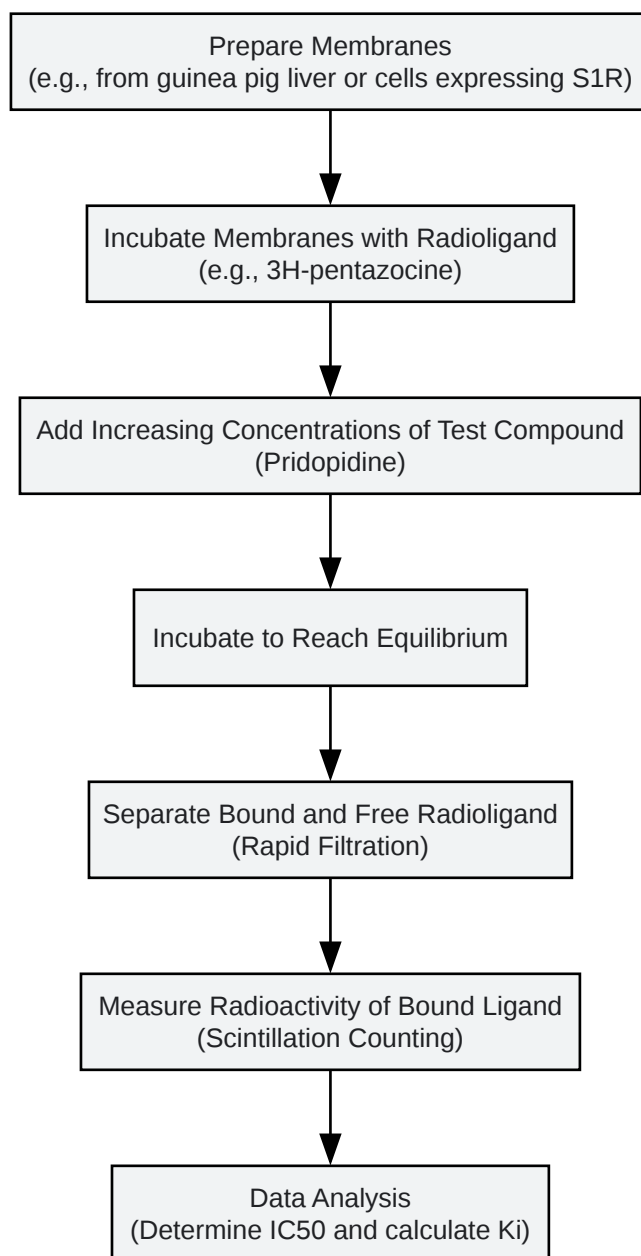 Prepare Membranes
(e.g., from guinea pig liver or cells expressing S1R)
Incubate Membranes with Radioligand
(e.g., 3H-pentazocine)
Add Increasing Concentrations of Test Compound
(Pridopidine)
Incubate to Reach Equilibrium
Separate Bound and Free Radioligand
(Rapid Filtration)
Measure Radioactivity of Bound Ligand
(Scintillation Counting)
Data Analysis
(Determine IC50 and calculate Ki)